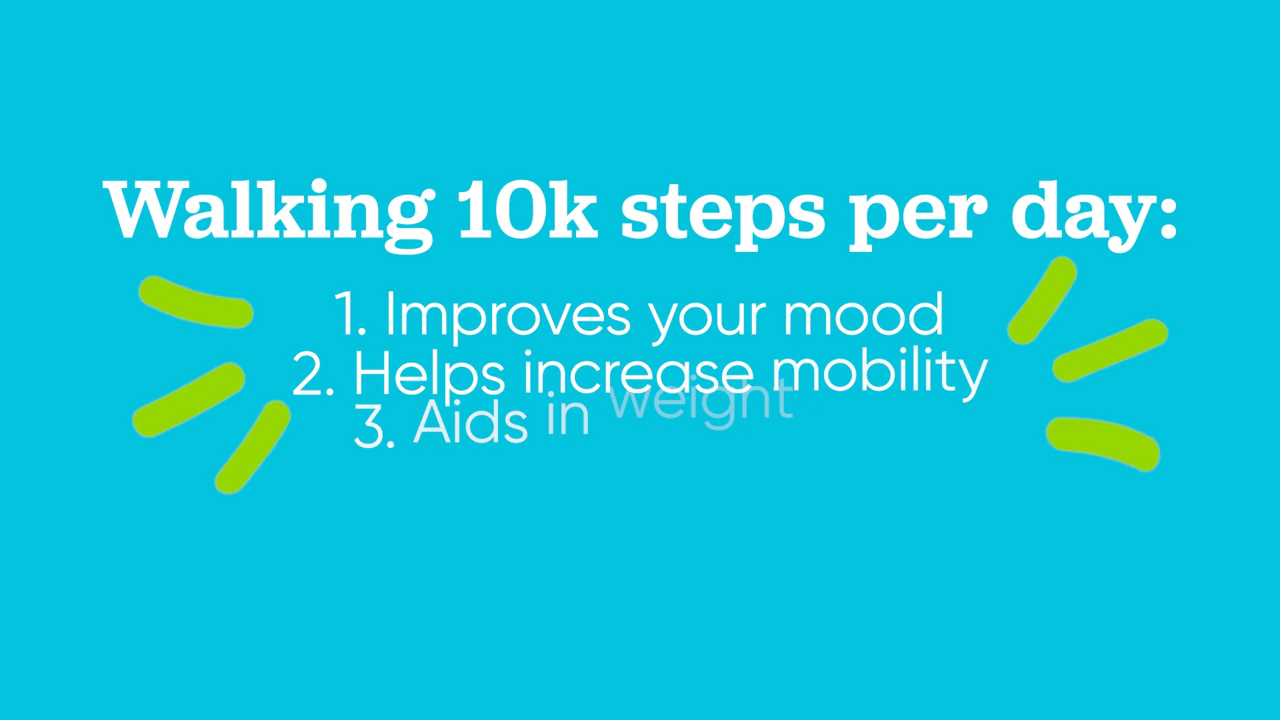 Walking 10k steps per day:
1. Improves your mood
2. Helps increase mobility
3. Aids in weight